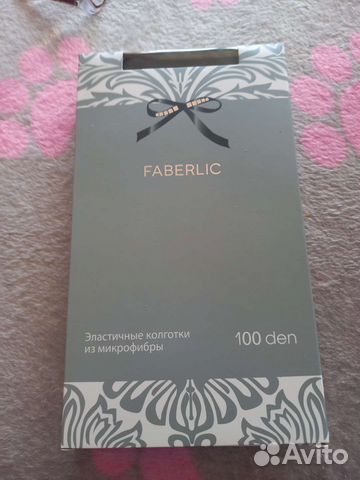 FABERLIC
Эластичные колготки
из микрофибры
100 den
Avito